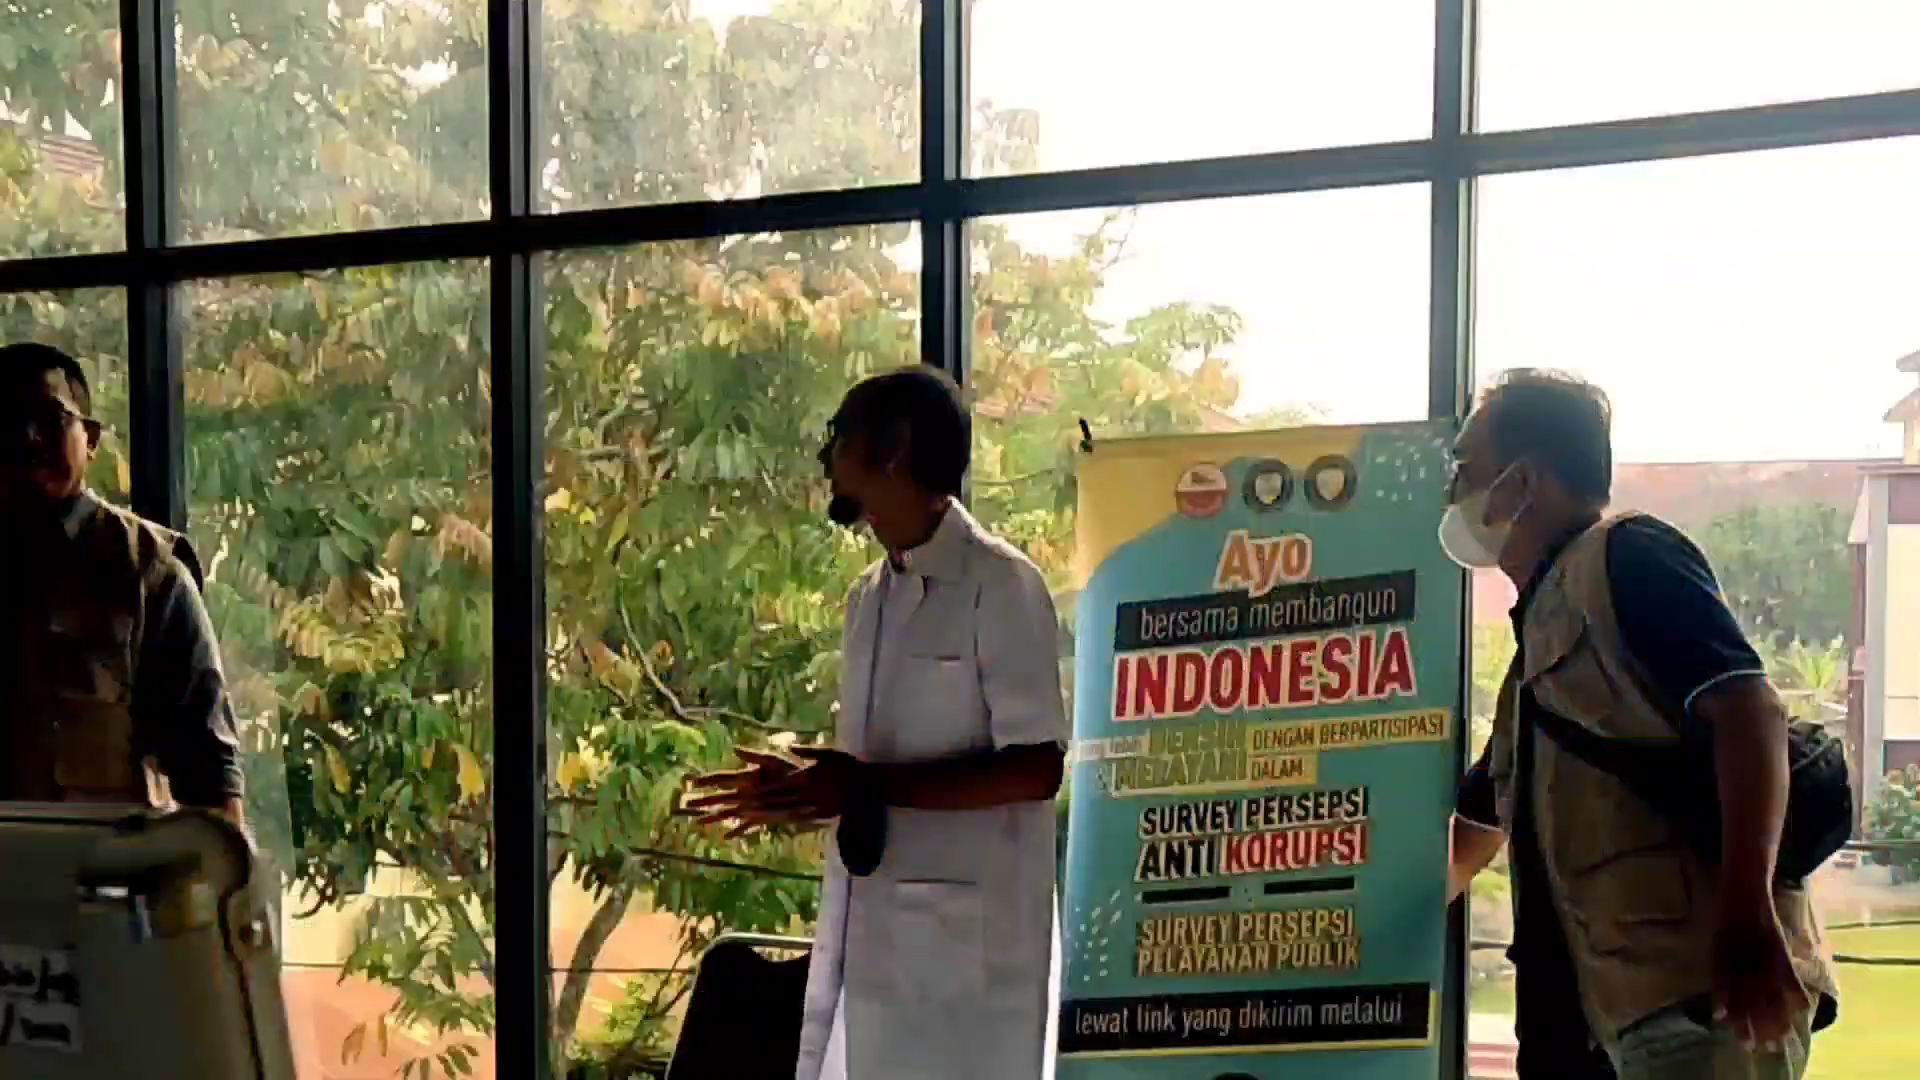 Ayo
bersama membangun
INDONESIA
DENGAN BERPARTISIPASI
& MELAYANI DALAM
SURVEY PERSEPSI
ANTI KORUPSI
SURVEY PERSEPSI
PELAYANAN PUBLIK
lewat link yang dikirim melalui